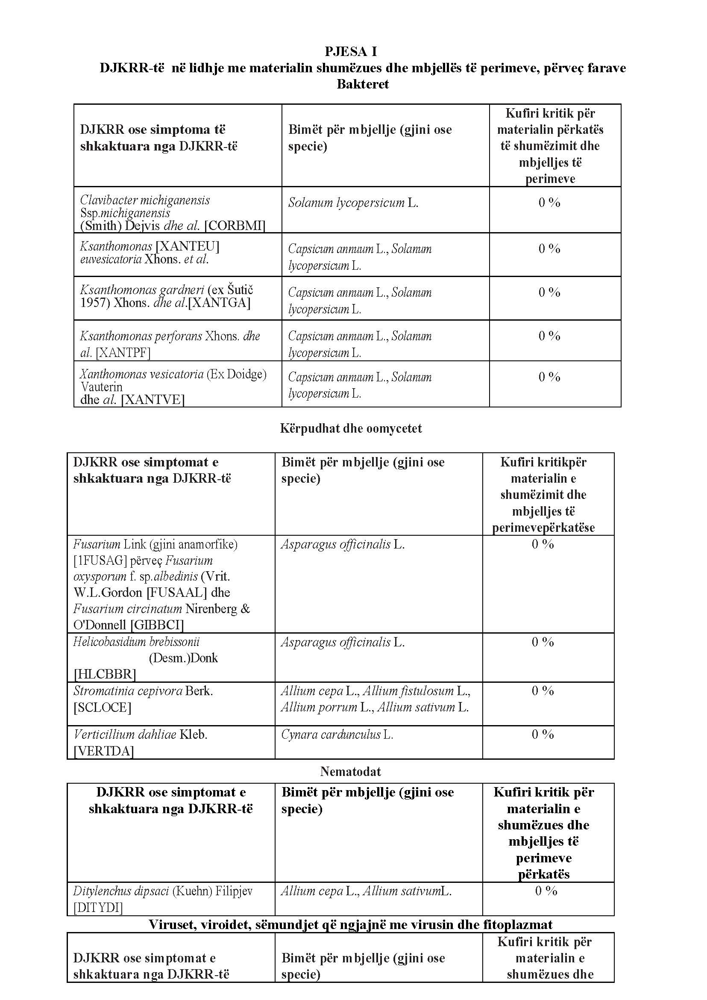 PJESA I
DJKRR-të në lidhje me materialin shumëzues dhe mbjellës të perimeve, përveç farave
Bakteret
DJKRR ose simptoma të
shkaktuara nga DJKRR-të
Bimët për mbjellje (gjini ose
specie)
Kufiri kritik për
materialin përkatës
të shumëzimit dhe
mbjelljes të
perimeve
Clavibacter michiganensis
Ssp.michiganensis
(Smith) Dejvis dhe al. [CORBMI]
Solanum lycopersicum L.
0 %
Ksanthomonas [XANTEU]
euvesicatoria Xhons. et al.
Capsicum annuum L., Solanum
lycopersicum L.
0 %
Ksanthomonas gardneri (ex Šutič
1957) Xhons. dhe al.[XANTGA]
Capsicum annuum L., Solanum
lycopersicum L.
0 %
Ksanthomonas perforans Xhons. dhe
al. [XANTPF]
Capsicum annuum L., Solanum
lycopersicum L.
0 %
Xanthomonas vesicatoria (Ex Doidge)
Vauterin
dhe al. [XANTVE]
Capsicum annuum L., Solanum
lycopersicum L.
0 %
Kërpudhat dhe oomycetet
DJKRR ose simptomat e
shkaktuara nga DJKRR-të
Bimët për mbjellje (gjini ose
specie)
Kufiri kritikpër
materialin e
shumëzimit dhe
mbjelljes të
perimevepërkatëse
Fusarium Link (gjini anamorfike)
[1FUSAG] përveç Fusarium
oxysporum f. sp.albedinis (Vrit.
W.L.Gordon [FUSAAL] dhe
Fusarium circinatum Nirenberg &
O'Donnell [GIBBCI]
Asparagus officinalis L.
0 %
Helicobasidium brebissonii
(Desm.)Donk
[HLCBBR]
Asparagus officinalis L.
0 %
Stromatinia cepivora Berk.
[SCLOCE]
Allium cepa L., Allium fistulosum L.,
Allium porrum L., Allium sativum L.
0 %
Verticillium dahliae Kleb.
[VERTDA]
Cynara cardunculus L.
0 %
Nematodat
DJKRR ose simptomat e
shkaktuara nga DJKRR-të
Bimët për mbjellje (gjini ose
specie)
Kufiri kritik për
materialin e
shumëzues dhe
mbjelljes të
perimeve
përkatës
Ditylenchus dipsaci (Kuehn) Filipjev
[DITYDI]
Allium cepa L., Allium sativumL.
0 %
Viruset, viroidet, sëmundjet që ngjajnë me virusin dhe fitoplazmat
DJKRR ose simptomat e
shkaktuara nga DJKRR-të
Bimët për mbjellje (gjini ose
specie)
Kufiri kritik për
materialin e
shumëzues dhe